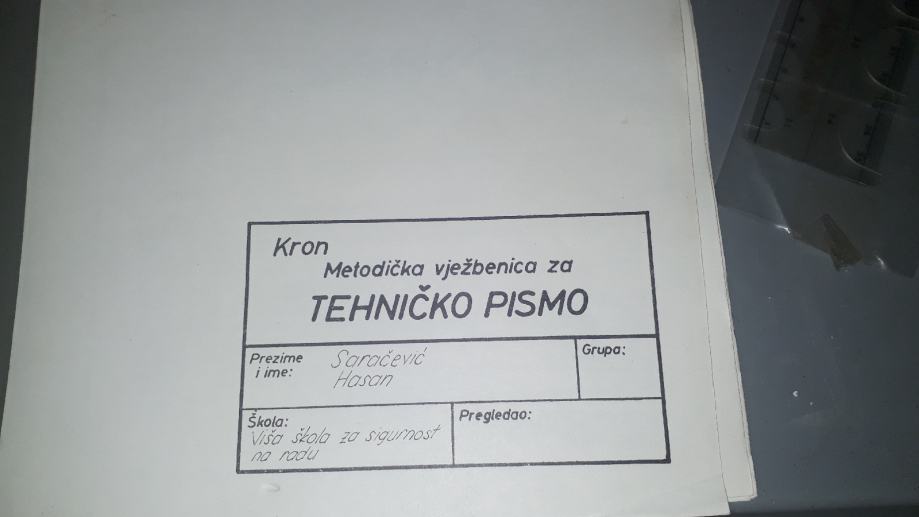 Kron
Metodička vježbenica za
TEHNIČKO PISMO
Prezime
i ime:
Saračević
Hasan
Grupa:
Škola:
Viša škola za sigurnost
na radu
Pregledao: